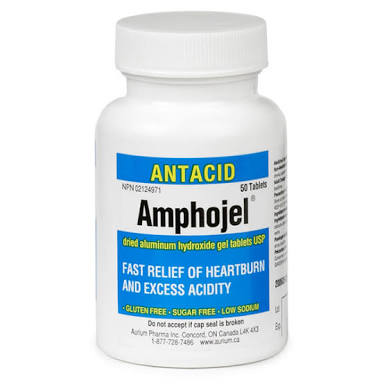 ANTACID
NPN 02124971 50 Tablets
Amphojel®
dried aluminum hydroxide gel tablets USP
FAST RELIEF OF HEARTBURN
AND EXCESS ACIDITY
- GLUTEN FREE - SUGAR FREE - LOW SODIUM
Do not accept if cap seal is broken
Aurium Pharma Inc. Concord, ON Canada L4K 4X3
1-877-728-7486 www.aurium.ca
Lot
Exp